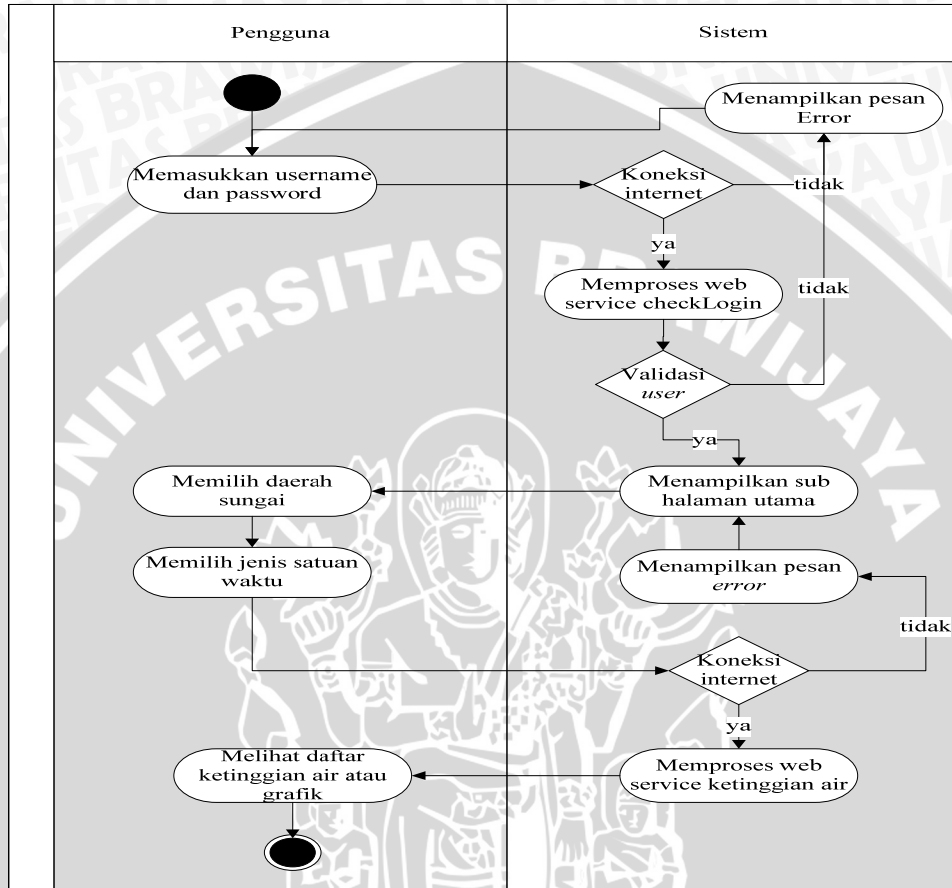 Pengguna
Sistem
Menampilkan pesan
Error
Memasukkan username
dan password
Koneksi
internet
tidak
ya
Memproses web
service checkLogin
tidak
Validasi
user
ya
Memilih daerah
sungai
Menampilkan sub
halaman utama
Memilih jenis satuan
waktu
Menampilkan pesan
error
tidak
Koneksi
internet
ya
Melihat daftar
ketinggian air atau
grafik
Memproses web
service ketinggian air
UNIVERSITAS BRAWIJAYA